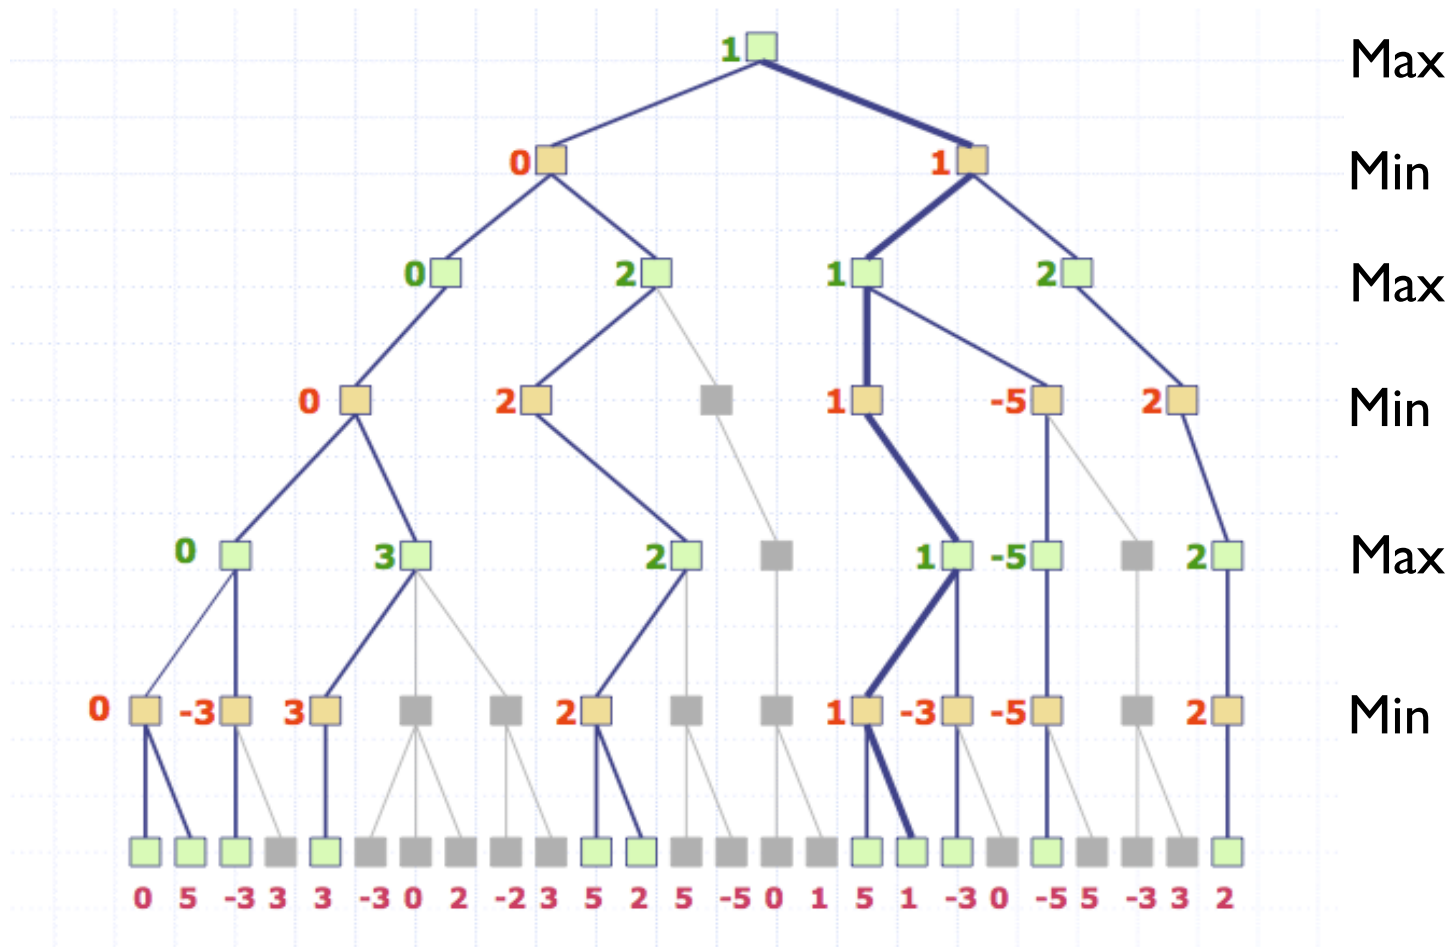 1 Max
0 1 Min
0 2 1 2 Max
0 2 1 -5 2 Min
0 3 2 1 -5 2 Max
0 -3 3 2 1 -3 -5 2 Min
0 5 -3 3 3 -3 0 2 -2 3 5 2 5 -5 0 1 5 1 -3 0 -5 5 -3 3 2